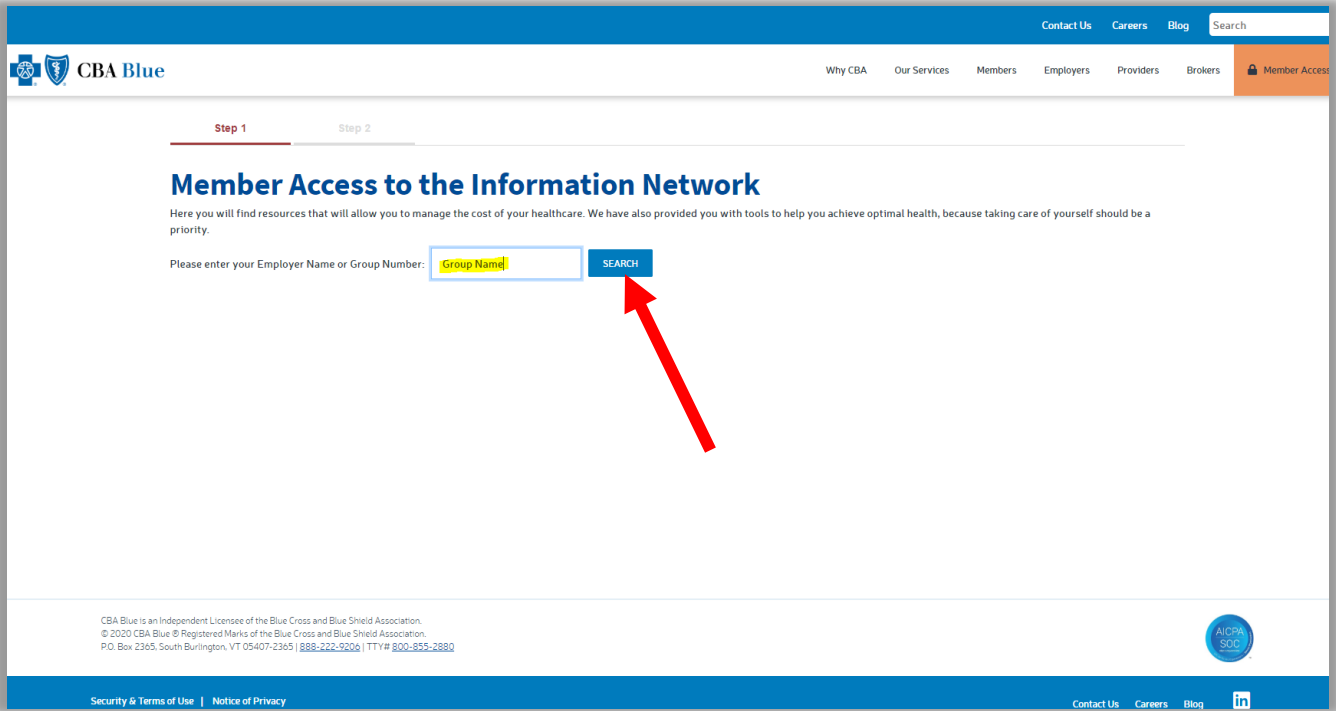 Contact Us Careers Blog Search
CBA Blue
Why CBA Our Services Members Employers Providers Brokers Member Access
Step 1 Step 2
Member Access to the Information Network
Here you will find resources that will allow you to manage the cost of your healthcare. We have also provided you with tools to help you achieve optimal health, because taking care of yourself should be a
priority.
Please enter your Employer Name or Group Number: Group Name SEARCH
CBA Blue is an Independent Licensee of the Blue Cross and Blue Shield Association.
© 2020 CBA Blue ® Registered Marks of the Blue Cross and Blue Shield Association.
P.O. Box 2365, South Burlington, VT 05407-2365 | 888-222-9206 | TTY# 800-855-2880
AICPA
SOC
Security & Terms of Use | Notice of Privacy
Contact Us Careers Blog in